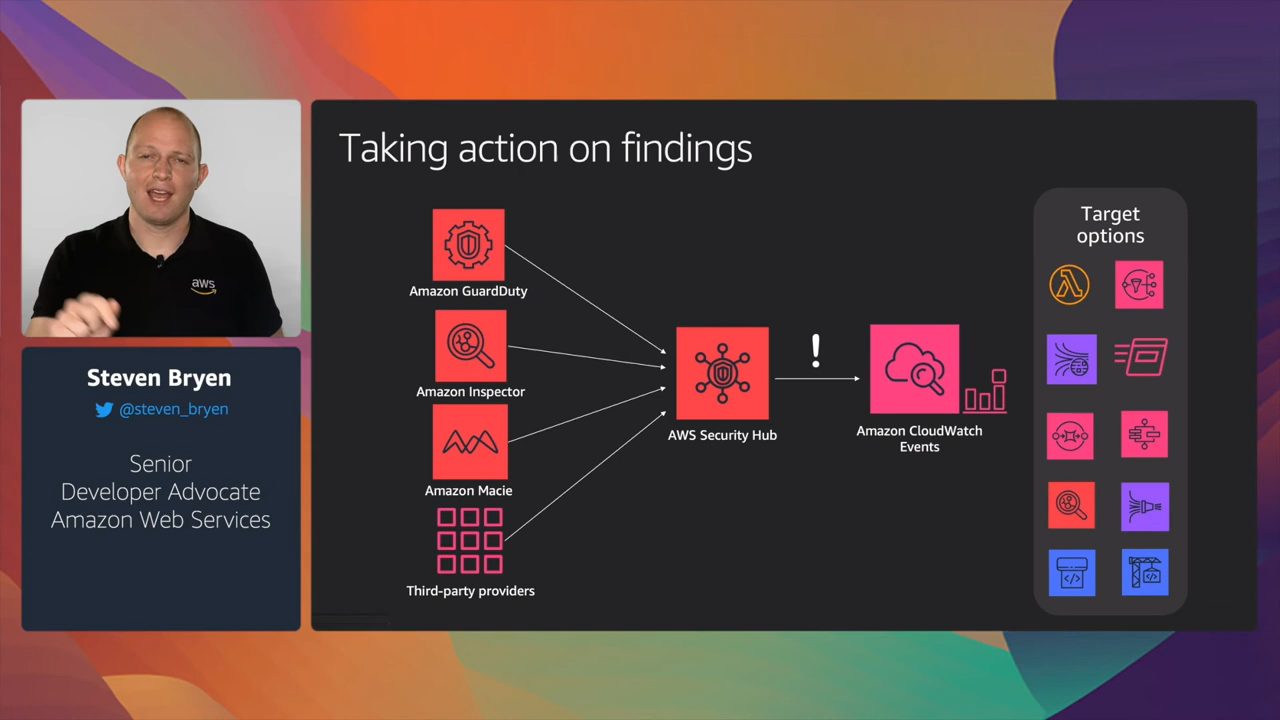 aws
Steven Bryen
@steven_bryen
Senior
Developer Advocate
Amazon Web Services
Taking action on findings
Amazon GuardDuty
Amazon Inspector
Amazon Macie
Third-party providers
AWS Security Hub
!
Amazon CloudWatch
Events
Target
options